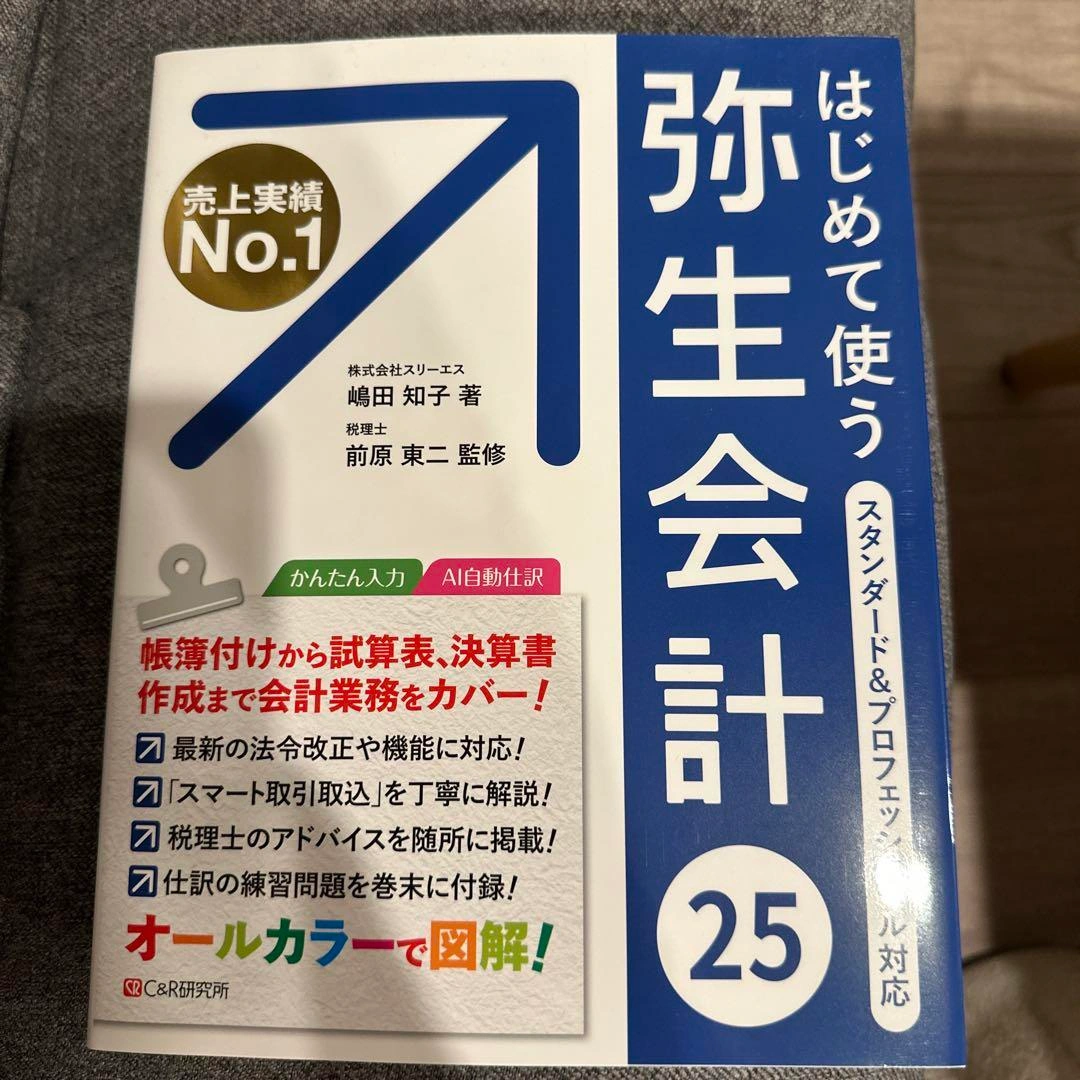 はじめて使う
弥生会計
25
スタンダード&プロフェッショナル対応
売上実績
No.1
株式会社スリーエス
嶋田 知子 著
税理士
前原 東二 監修
かんたん入力
AI自動仕訳
帳簿付けから試算表、決算書
作成まで会計業務をカバー!
最新の法令改正や機能に対応!
「スマート取引取込」を丁寧に解説!
税理士のアドバイスを随所に掲載!
仕訳の練習問題を巻末に付録!
オールカラーで図解!
C&R研究所